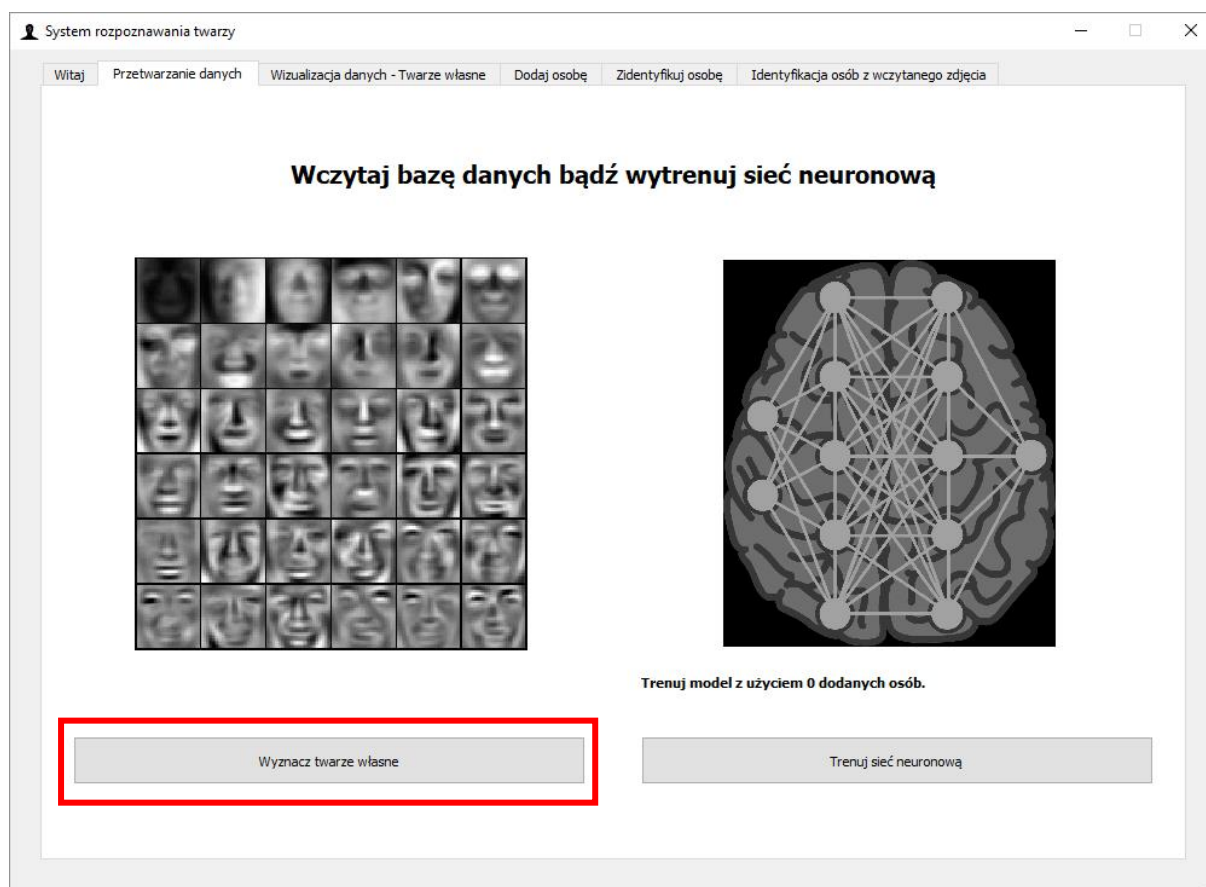 System rozpoznawania twarzy
Witaj Przetwarzanie danych Wizualizacja danych - Twarze własne Dodaj osobę Zidentyfikuj osobę Identyfikacja osób z wczytanego zdjęcia
Wczytaj bazę danych bądź wytrenuj sieć neuronową
Trenuj model z użyciem 0 dodanych osób.
Wyznacz twarze własne Trenuj sieć neuronową